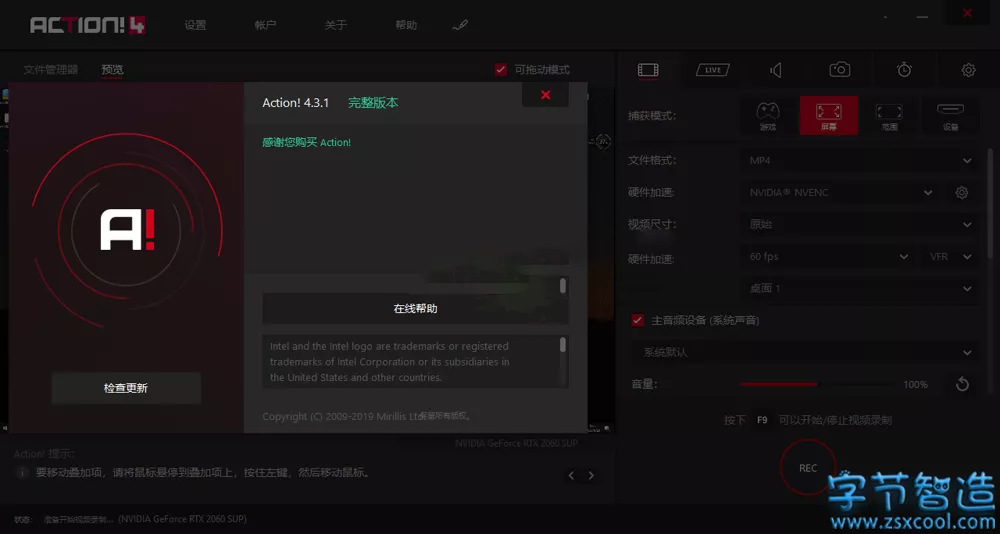 ACTION! 4
设置
帐户
关于
帮助
文件管理器
预览
可拖动模式
LIVE
Action! 4.3.1 完整版本
感谢您购买 Action!
A!
检查更新
在线帮助
Intel and the Intel logo are trademarks or registered
trademarks of Intel Corporation or its subsidiaries in
the United States and other countries.
Copyright (C) 2009-2019 Mirillis Ltd
保留所有版权。
捕获模式:
游戏
屏幕
范围
设备
文件格式:
MP4
硬件加速:
NVIDIA® NVENC
视频尺寸:
原始
硬件加速:
60 fps
VFR
桌面 1
主音频设备 (系统声音)
系统默认
音量:
100%
按下 F9 可以开始/停止视频录制
REC
NVIDIA GeForce RTX 2060 SUP
Action! 提示:
要移动叠加项，请将鼠标悬停到叠加项上，按住左键，然后移动鼠标。
状态: 准备开始视频录制... (NVIDIA GeForce RTX 2060 SUP)
字节智造
www.zsxcool.com